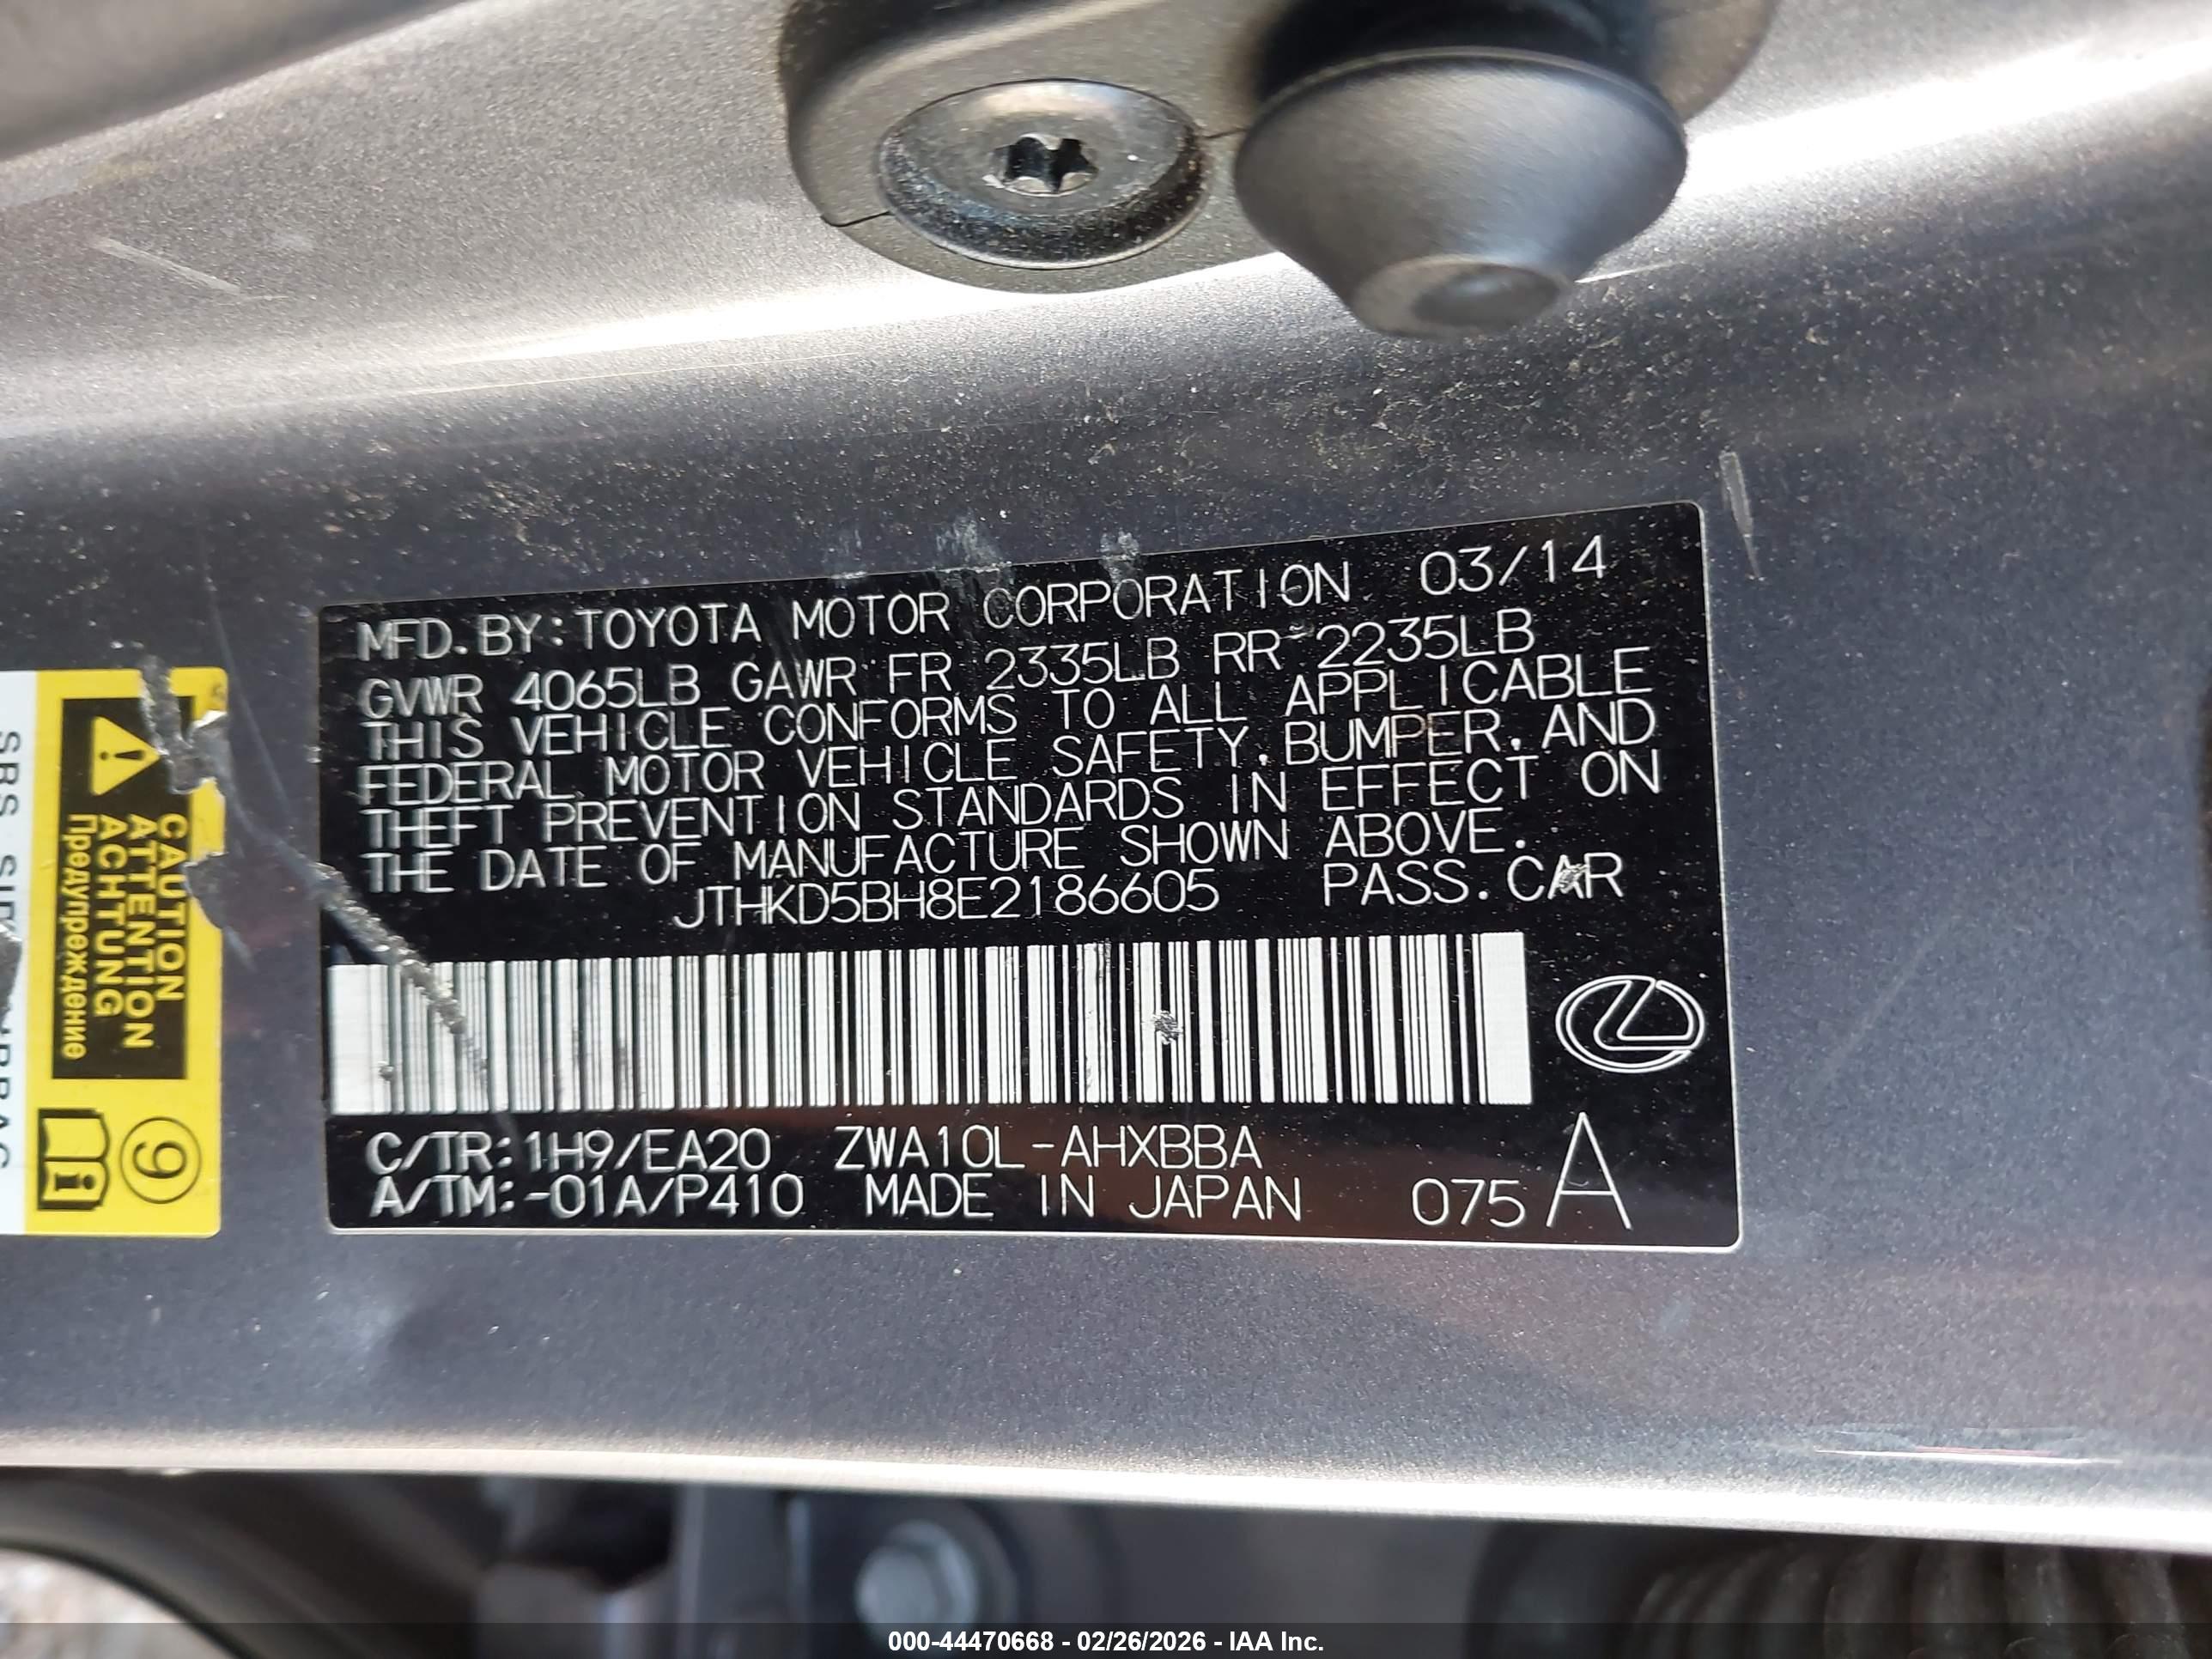 MFD.BY:TOYOTA MOTOR CORPORATION 03/14
GVWR 4065LB GAWR FR 2335LB RR 2235LB
THIS VEHICLE CONFORMS TO ALL APPLICABLE
FEDERAL MOTOR VEHICLE SAFETY,BUMPER,AND
THEFT PREVENTION STANDARDS IN EFFECT ON
THE DATE OF MANUFACTURE SHOWN ABOVE.
JTHKD5BH8E2186605 PASS.CAR
C/TR:1H9/EA20 ZWA10L-AHXBBA
A/TM:-01A/P410 MADE IN JAPAN 075 A
CAUTION
ATTENTION
ACHTUNG
Предупреждение
9
SRS
000-44470668 - 02/26/2026 - IAA Inc.